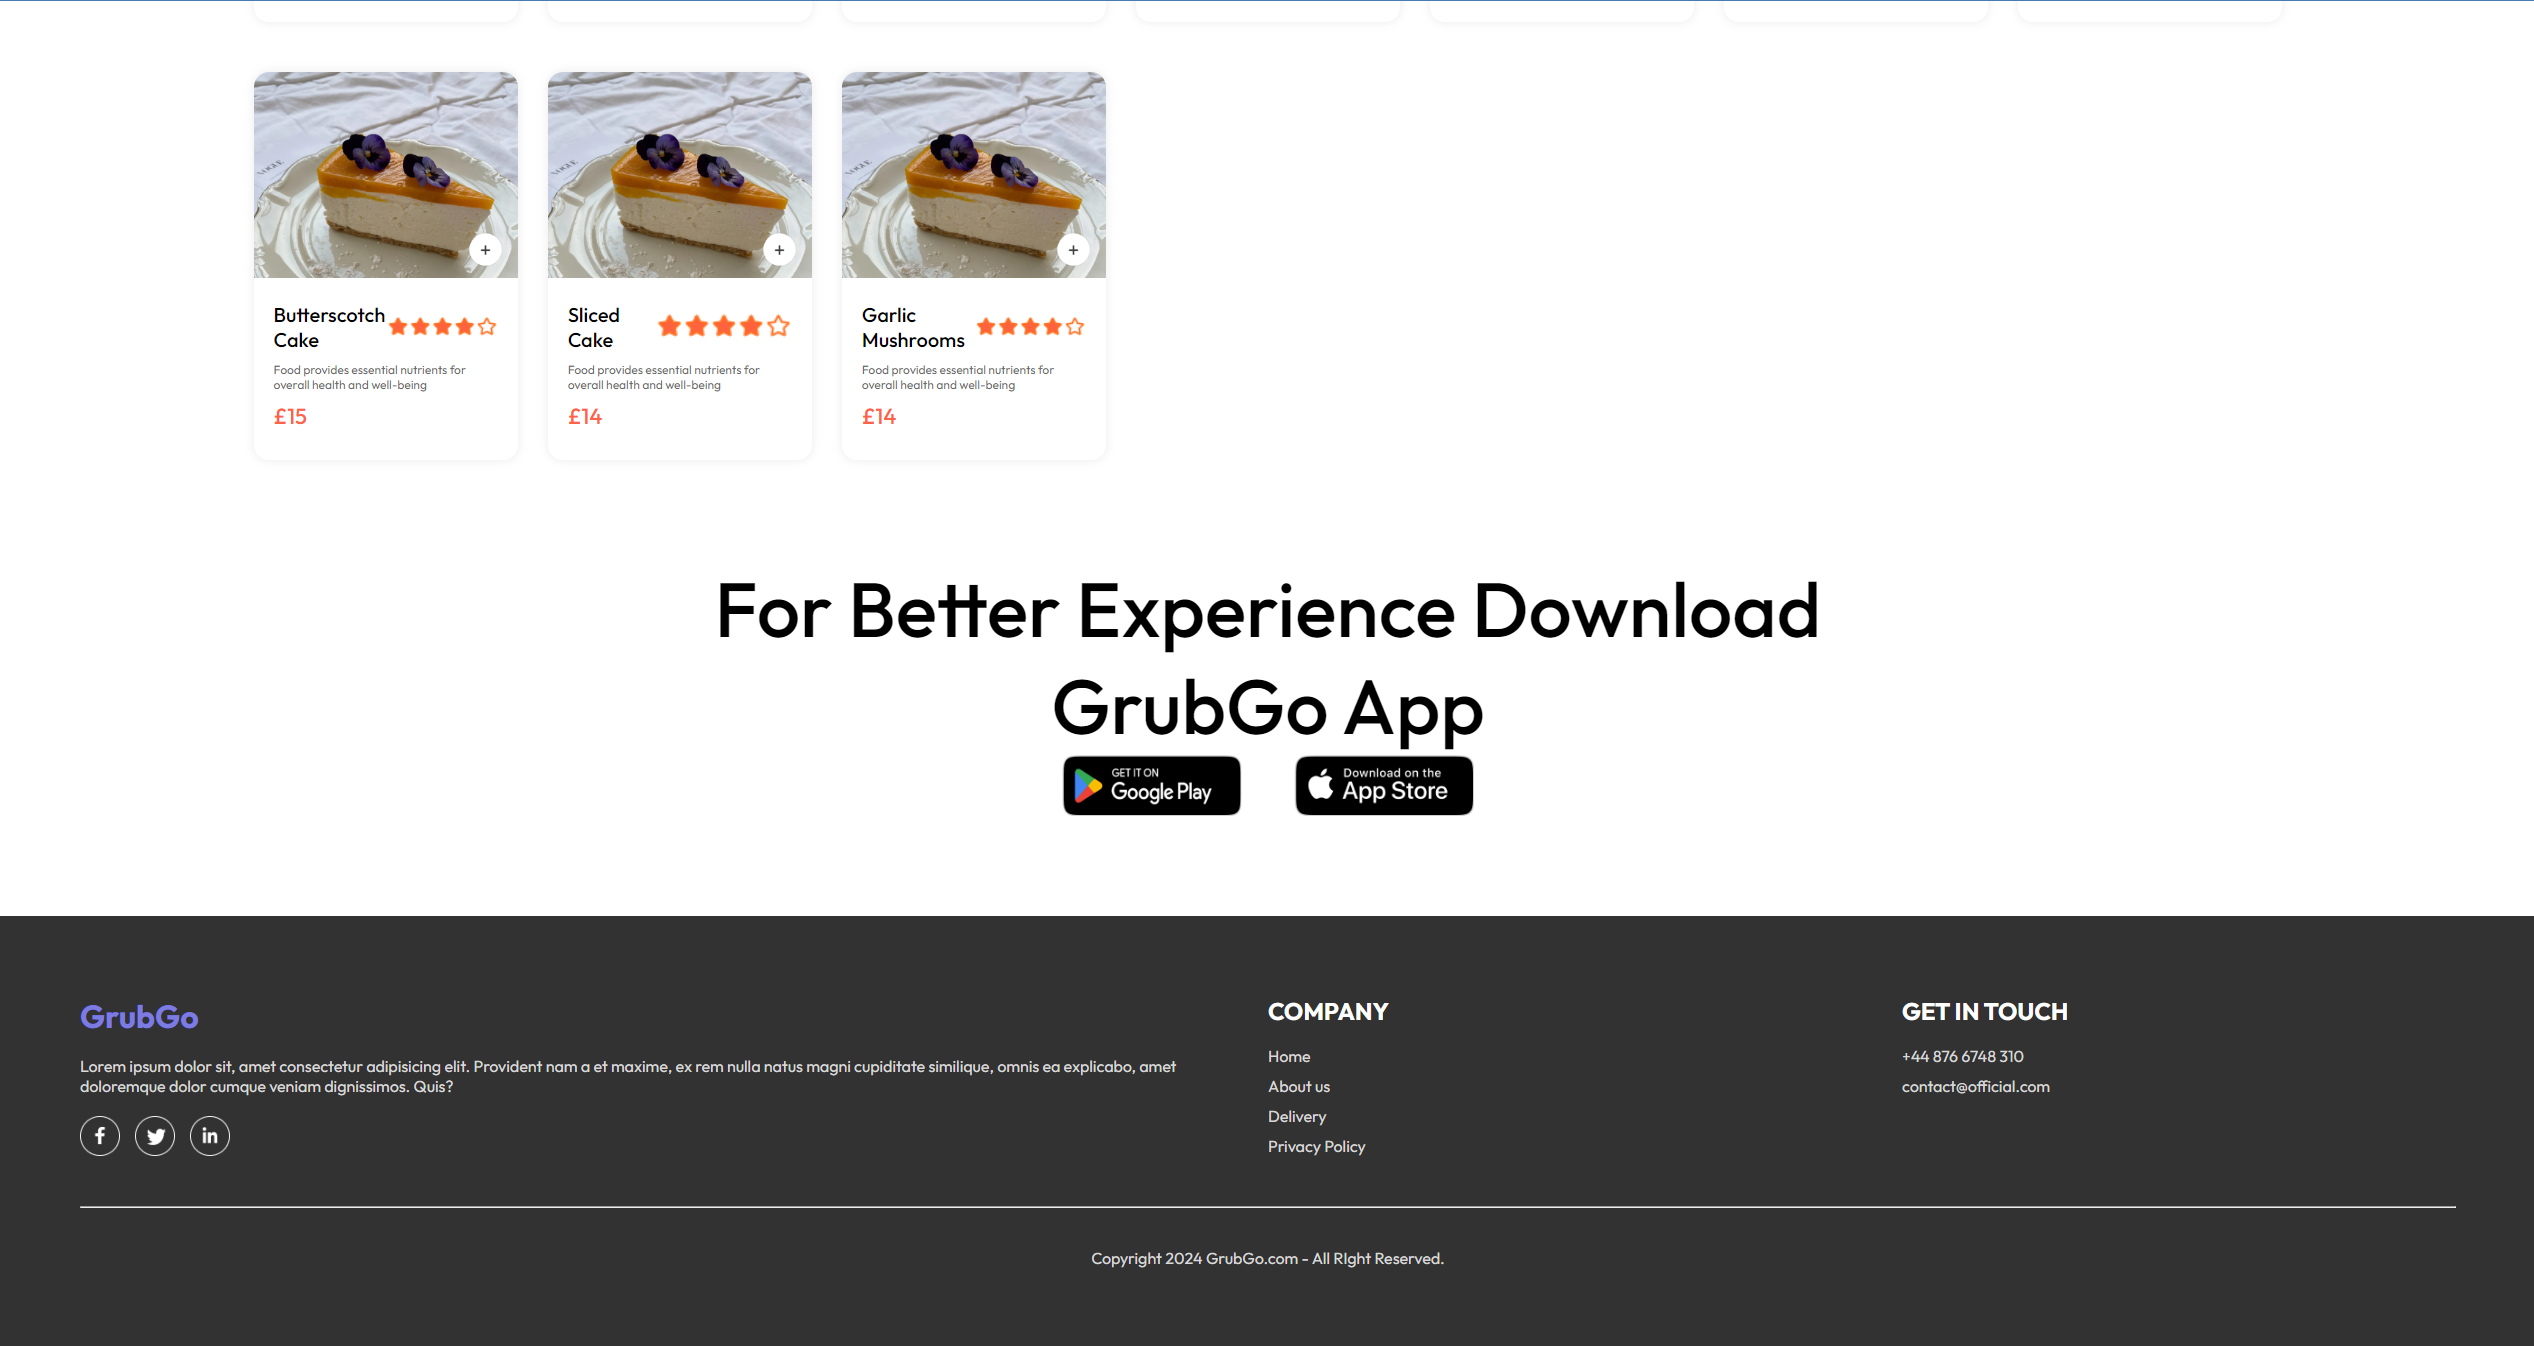 VOGUE
VOGUE
VOGUE
+
+
+
Butterscotch
Cake
Food provides essential nutrients for
overall health and well-being
£15
Sliced
Cake
Food provides essential nutrients for
overall health and well-being
£14
Garlic
Mushrooms
Food provides essential nutrients for
overall health and well-being
£14
For Better Experience Download
GrubGo App
GET IT ON
Google Play
Download on the
App Store
GrubGo
Lorem ipsum dolor sit, amet consectetur adipisicing elit. Provident nam a et maxime, ex rem nulla natus magni cupiditate similique, omnis ea explicabo, amet
doloremque dolor cumque veniam dignissimos. Quis?
f
in
COMPANY
Home
About us
Delivery
Privacy Policy
GET IN TOUCH
+44 876 6748 310
contact@official.com
Copyright 2024 GrubGo.com - All RIght Reserved.